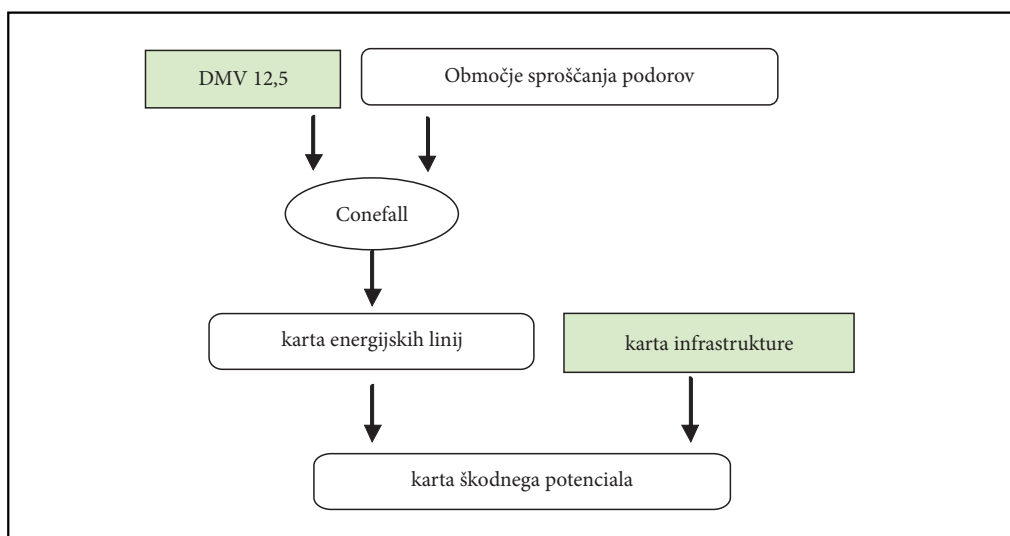 DMV 12,5
Območje sproščanja podorov
Conefall
karta energijskih linij
karta infrastrukture
karta škodnega potenciala